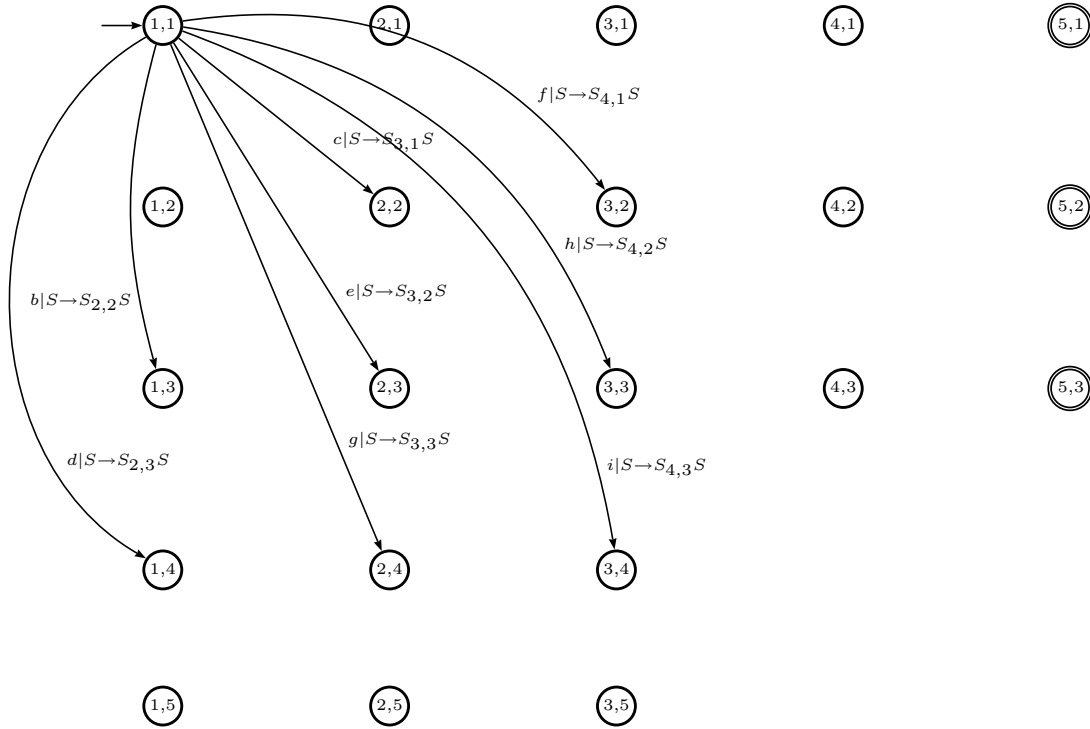 1,1 2,1 3,1 4,1 5,1
f|S→S4,1S
c|S→S3,1S
1,2 2,2 3,2 4,2 5,2
h|S→S4,2S
e|S→S3,2S
b|S→S2,2S
1,3 2,3 3,3 4,3 5,3
g|S→S3,3S
d|S→S2,3S
i|S→S4,3S
1,4 2,4 3,4
1,5 2,5 3,5